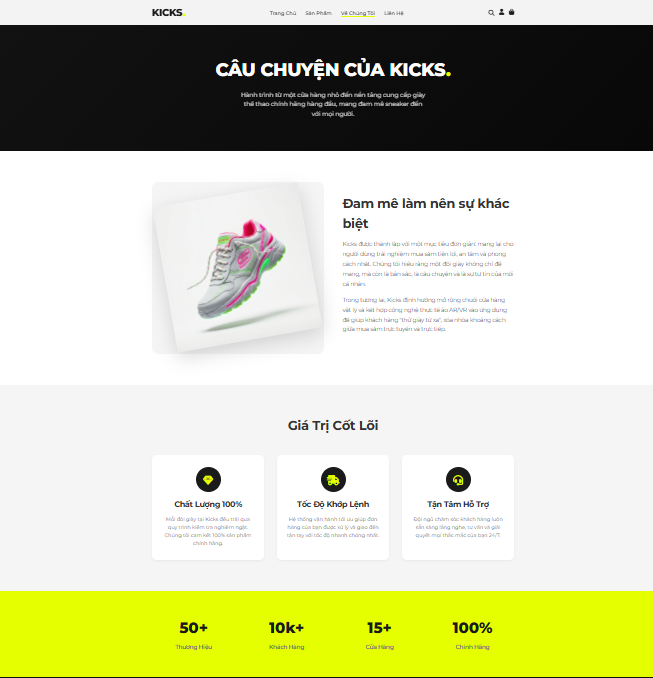 KICKS.
Trang Chủ Sản Phẩm Về Chúng Tôi Liên Hệ
CÂU CHUYỆN CỦA KICKS.
Hành trình từ một cửa hàng nhỏ đến nền tảng cung cấp giày
thể thao chính hãng hàng đầu, mang đam mê sneaker đến
với mọi người.
Đam mê làm nên sự khác
biệt
Kicks được thành lập với một mục tiêu đơn giản: mang lại cho
người dùng trải nghiệm mua sắm tiện lợi, an tâm và phong
cách nhất. Chúng tôi hiểu rằng một đôi giày không chỉ để
mang, mà còn là bản sắc, là câu chuyện và là sự tự tin của mỗi
cá nhân.
Trong tương lai, Kicks định hướng mở rộng chuỗi cửa hàng
vật lý và kết hợp công nghệ thực tế ảo AR/VR vào ứng dụng
để giúp khách hàng "thử giày từ xa", xóa nhòa khoảng cách
giữa mua sắm trực tuyến và trực tiếp.
Giá Trị Cốt Lõi
Chất Lượng 100%
Mỗi đôi giày tại Kicks đều trải qua
quy trình kiểm tra nghiêm ngặt.
Chúng tôi cam kết 100% sản phẩm
chính hãng.
Tốc Độ Khớp Lệnh
Hệ thống vận hành tối ưu giúp đơn
hàng của bạn được xử lý và giao đến
tận tay với tốc độ nhanh chóng nhất.
Tận Tâm Hỗ Trợ
Đội ngũ chăm sóc khách hàng luôn
sẵn sàng lắng nghe, tư vấn và giải
quyết mọi thắc mắc của bạn 24/7.
50+ 10k+ 15+ 100%
Thương Hiệu Khách Hàng Cửa Hàng Chính Hãng